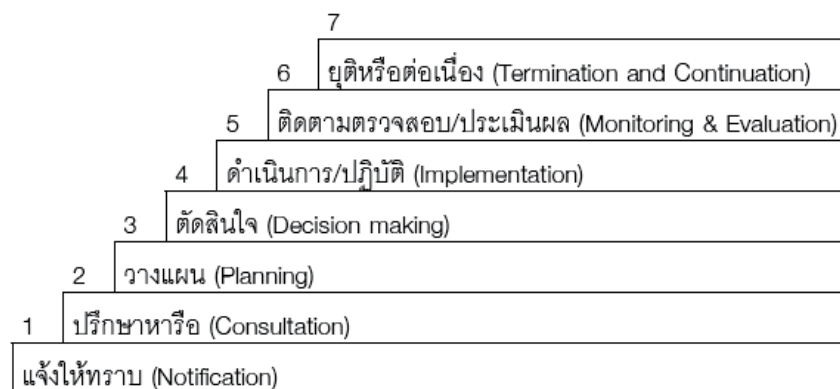 7
ยุติหรือต่อเนื่อง (Termination and Continuation)
6
ติดตามตรวจสอบ/ประเมินผล (Monitoring & Evaluation)
5
ดำเนินการ/ปฏิบัติ (Implementation)
4
ตัดสินใจ (Decision making)
3
วางแผน (Planning)
2
ปรึกษาหารือ (Consultation)
1
แจ้งให้ทราบ (Notification)